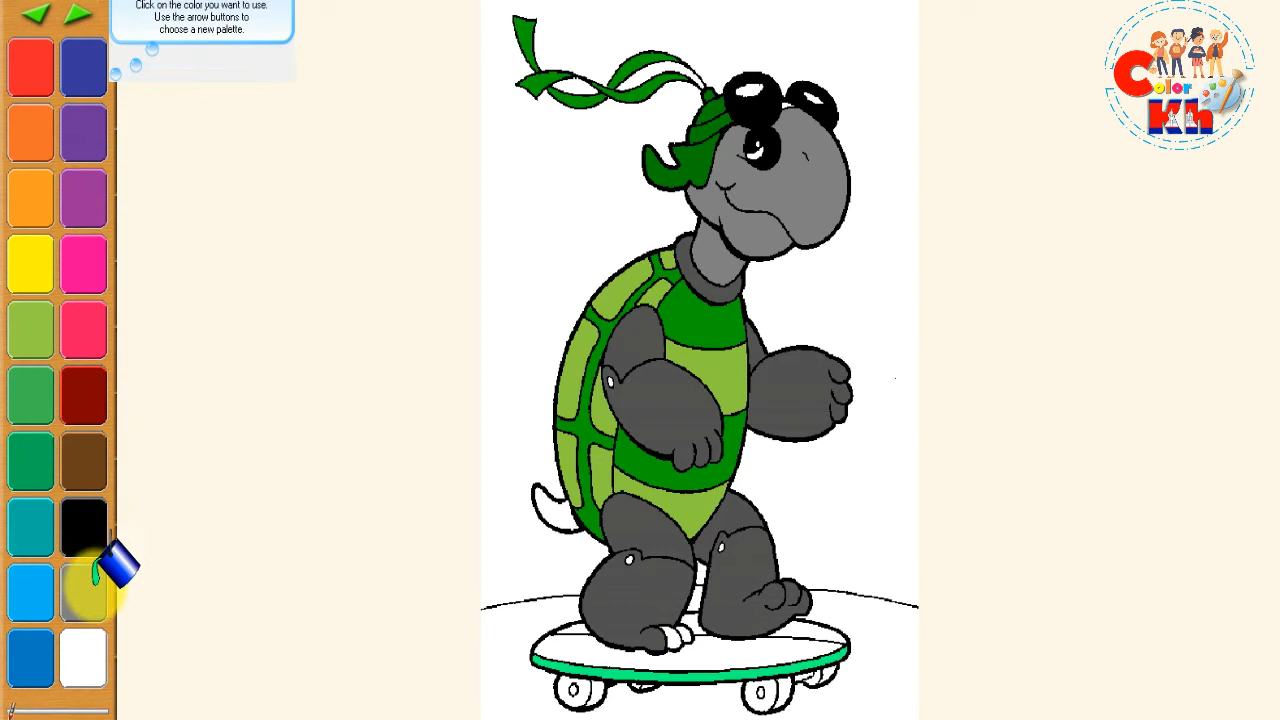 Click on the color you want to use.
Use the arrow buttons to
choose a new palette.
Color
Kh